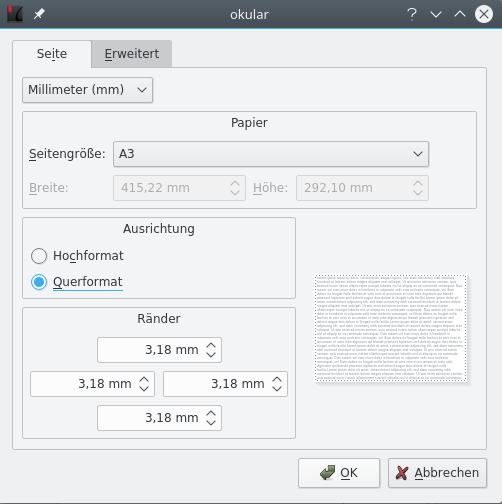 okular
Seite Erweitert
Millimeter (mm)
Papier
Seitengröße: A3
Breite: 415,22 mm Höhe: 292,10 mm
Ausrichtung
Hochformat
Querformat
Ränder
3,18 mm
3,18 mm 3,18 mm
3,18 mm
OK Abbrechen